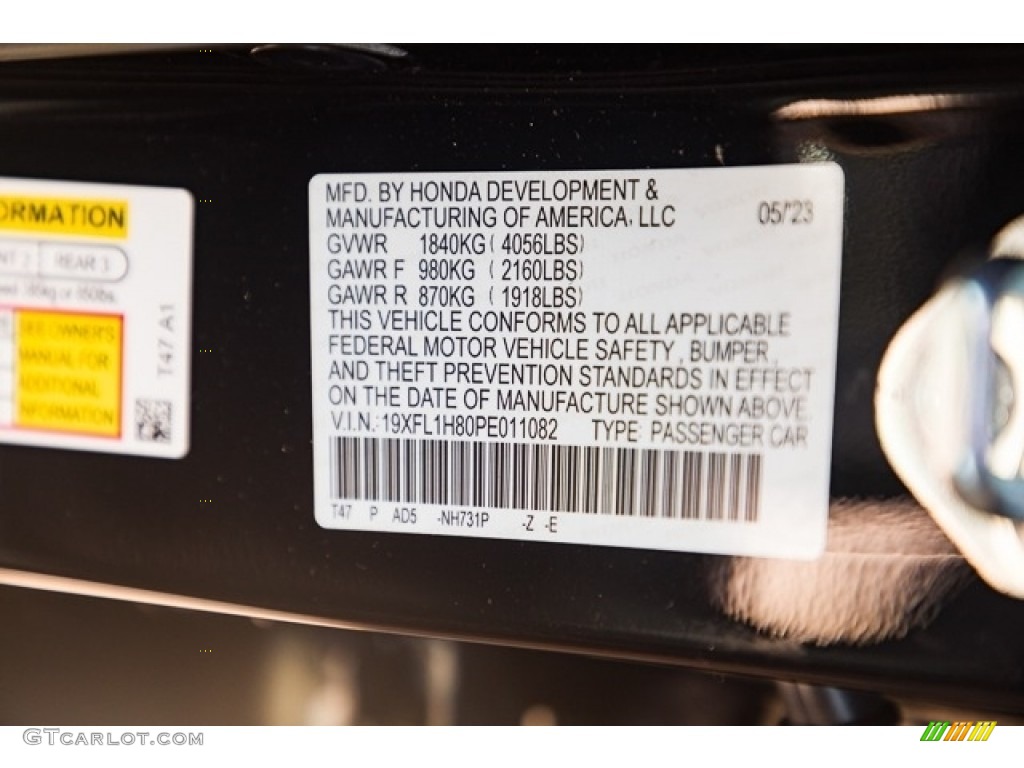 ORMATION
NT 2 REAR 3
SEE OWNER'S
MANUAL FOR
ADDITIONAL
NFORMATION
T47 A1
MFD. BY HONDA DEVELOPMENT &
MANUFACTURING OF AMERICA, LLC 05/23
GVWR 1840KG ( 4056LBS)
GAWR F 980KG ( 2160LBS)
GAWR R 870KG ( 1918LBS)
THIS VEHICLE CONFORMS TO ALL APPLICABLE
FEDERAL MOTOR VEHICLE SAFETY, BUMPER,
AND THEFT PREVENTION STANDARDS IN EFFECT
ON THE DATE OF MANUFACTURE SHOWN ABOVE.
V.I.N.: 19XFL1H80PE011082 TYPE: PASSENGER CAR
T47 P AD5 -NH731P -Z -E
GTCarlot.com